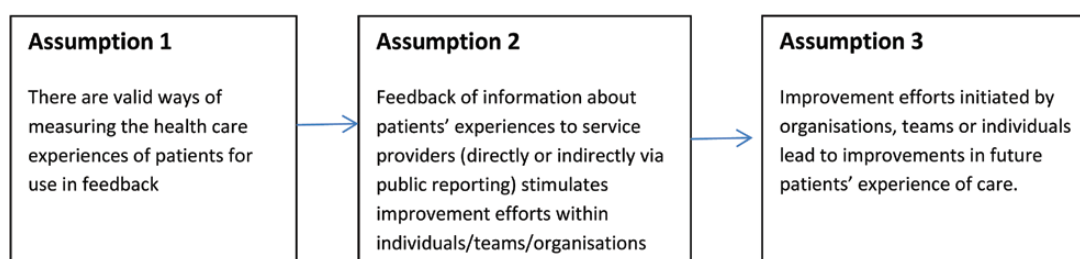 Assumption 1
There are valid ways of
measuring the health care
experiences of patients for
use in feedback
Assumption 2
Feedback of information about
patients’ experiences to service
providers (directly or indirectly via
public reporting) stimulates
improvement efforts within
individuals/teams/organisations
Assumption 3
Improvement efforts initiated by
organisations, teams or individuals
lead to improvements in future
patients’ experience of care.